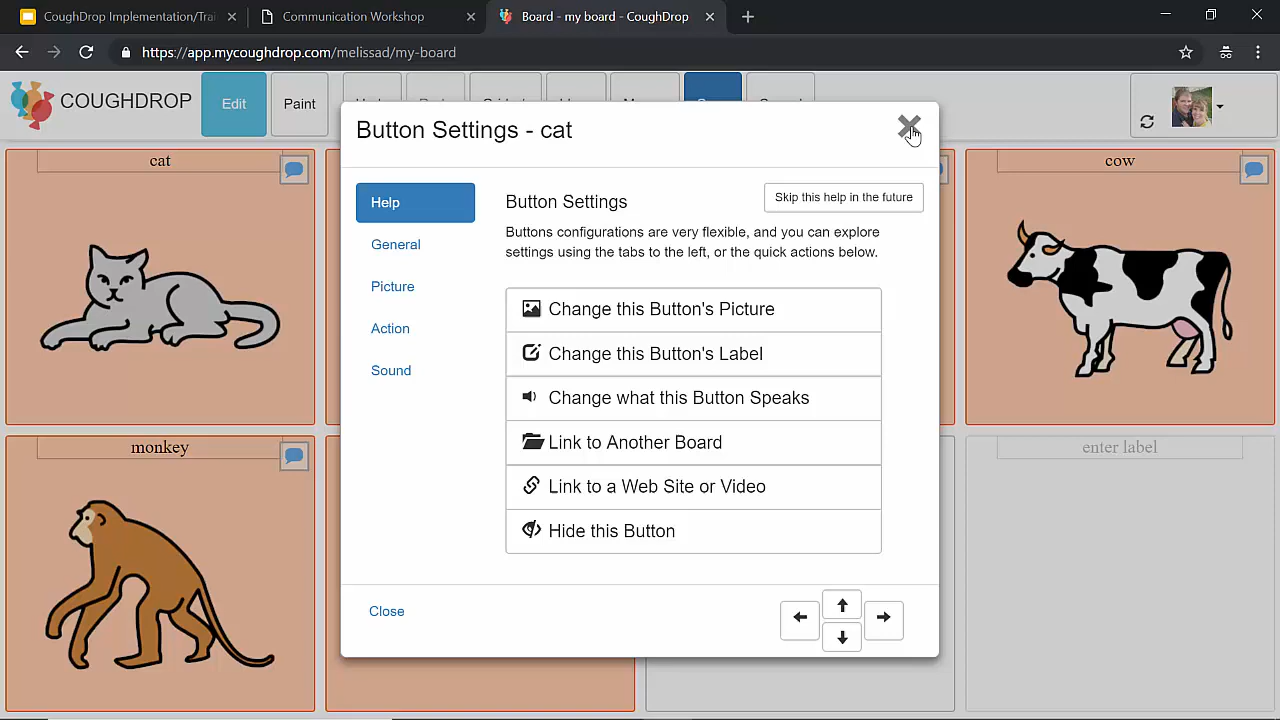 CoughDrop Implementation/Trai
Communication Workshop
Board - my board - CoughDrop
https://app.mycoughdrop.com/melissad/my-board
COUGHDROP
Edit
Paint
Button Settings - cat
cat
cow
Help
Button Settings
Skip this help in the future
Buttons configurations are very flexible, and you can explore
settings using the tabs to the left, or the quick actions below.
General
Picture
Action
Sound
Change this Button's Picture
Change this Button's Label
Change what this Button Speaks
Link to Another Board
Link to a Web Site or Video
Hide this Button
monkey
enter label
Close